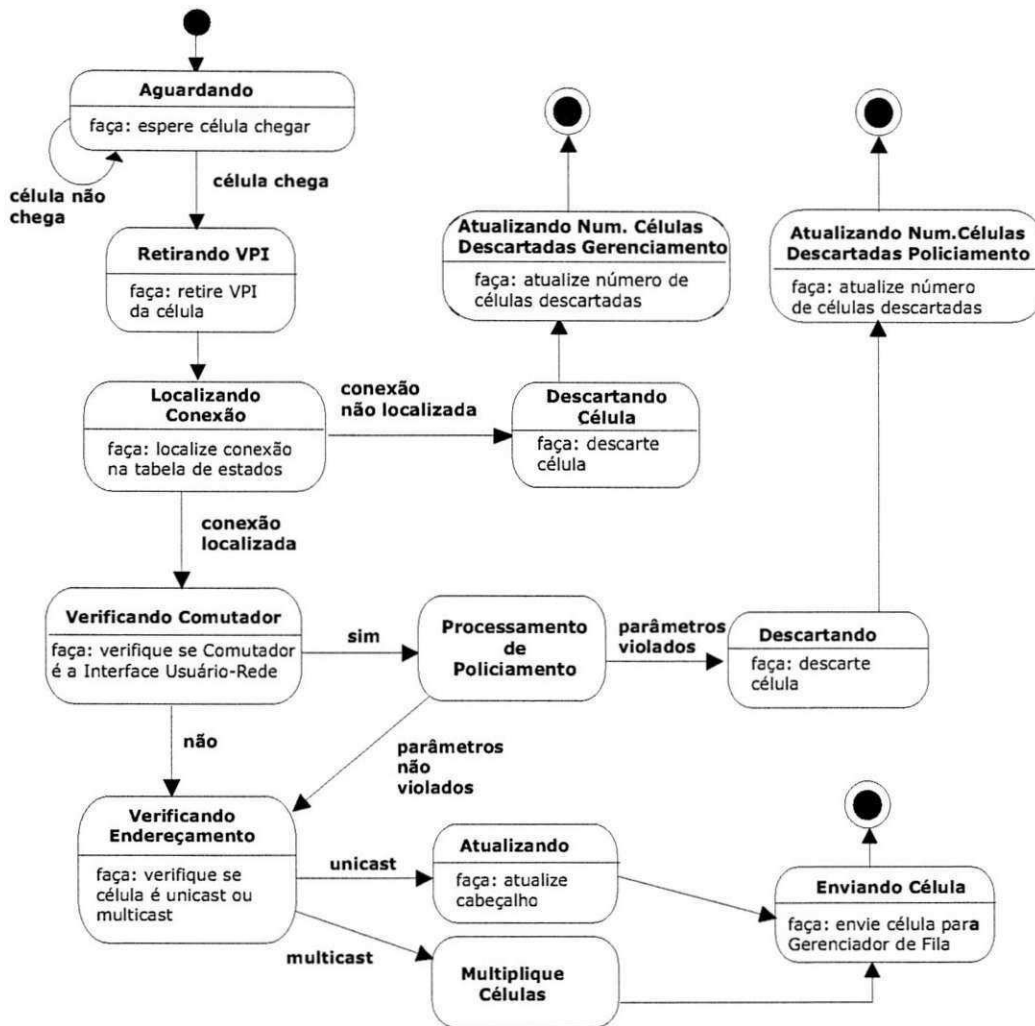 Aguardando
faça: espere célula chegar
célula não
chega
célula chega
Retirando VPI
faça: retire VPI
da célula
Atualizando Num. Células
Descartadas Gerenciamento
faça: atualize número de
células descartadas
Atualizando Num.Células
Descartadas Policiamento
faça: atualize número
de células descartadas
Localizando
Conexão
faça: localize conexão
na tabela de estados
conexão
não localizada
Descartando
Célula
faça: descarte
célula
conexão
localizada
Verificando Comutador
faça: verifique se Comutador
é a Interface Usuário-Rede
sim
Processamento
de
Policiamento
parâmetros
violados
Descartando
faça: descarte
célula
não
parâmetros
não
violados
Verificando
Endereçamento
faça: verifique se
célula é unicast ou
multicast
unicast
Atualizando
faça: atualize
cabeçalho
Enviando Célula
faça: envie célula para
Gerenciador de Fila
multicast
Multiplique
Células